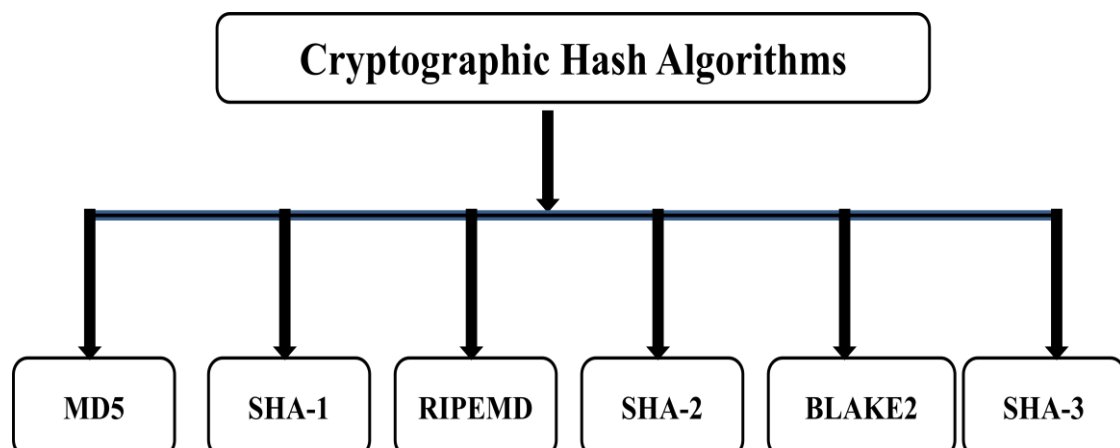 Cryptographic Hash Algorithms
MD5
SHA-1
RIPEMD
SHA-2
BLAKE2
SHA-3